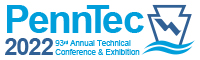 PennTec
2022 93rd Annual Technical
Conference & Exhibition
W